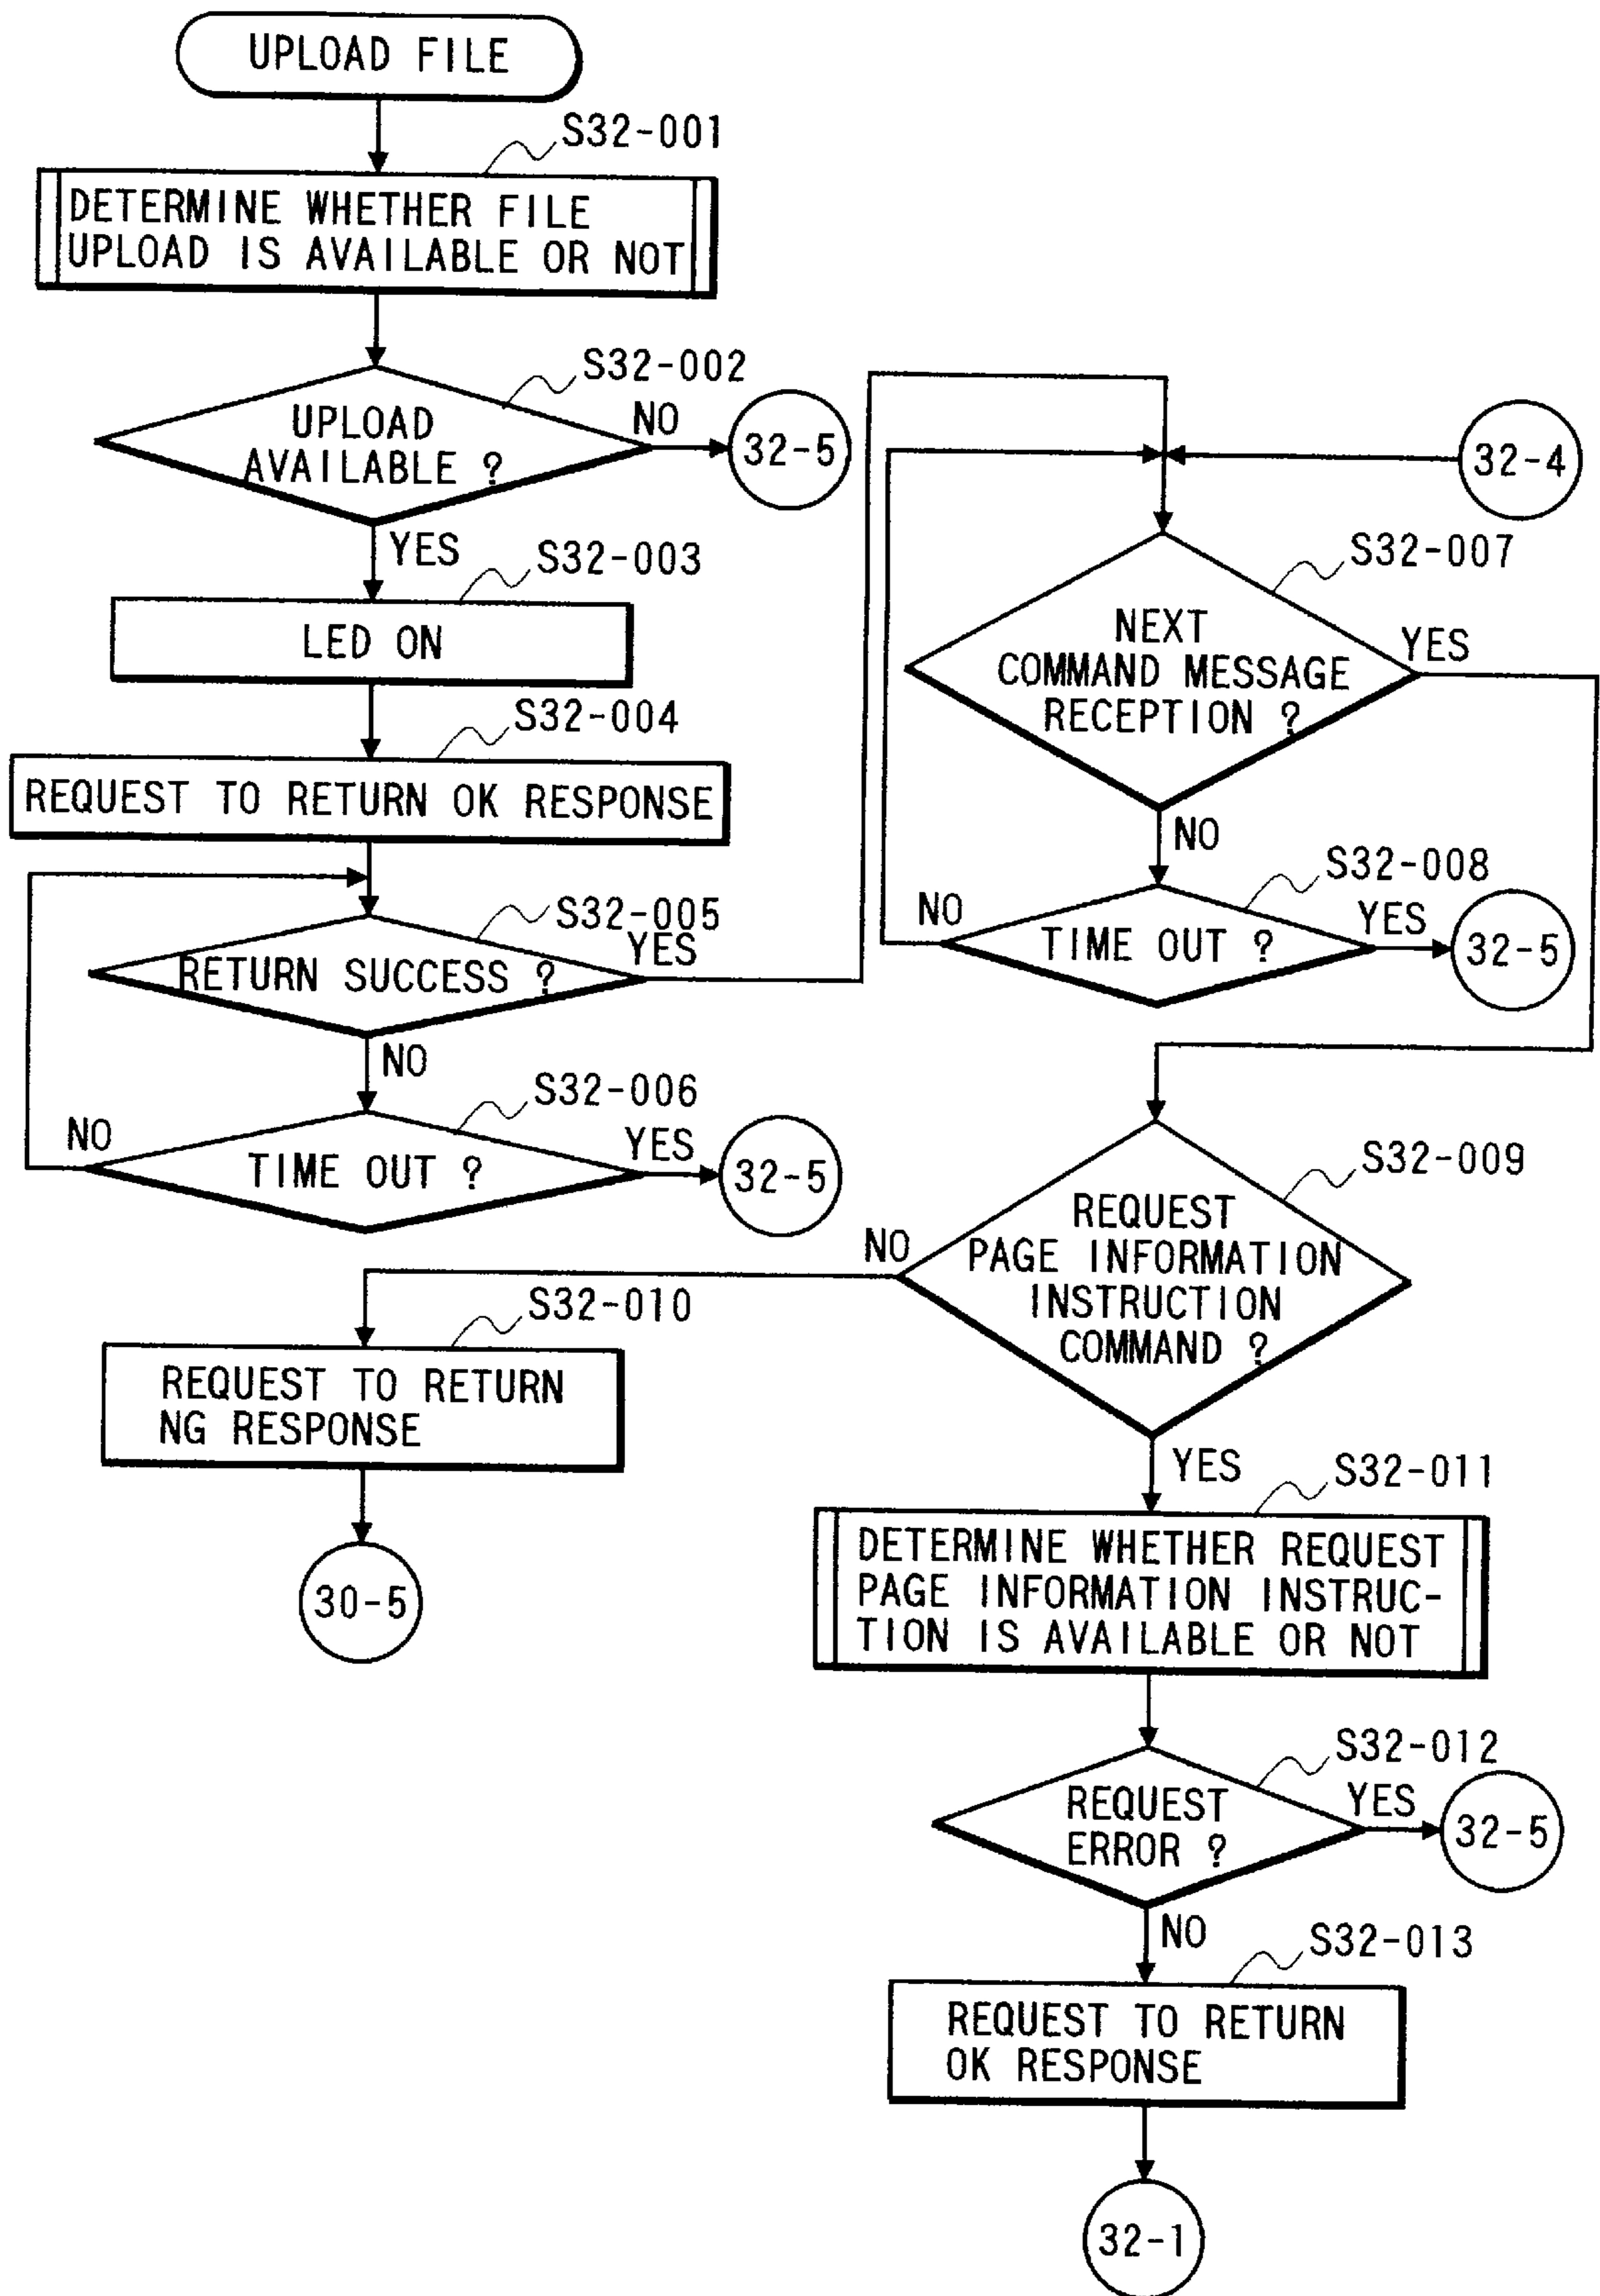 UPLOAD FILE
S32-001
DETERMINE WHETHER FILE
UPLOAD IS AVAILABLE OR NOT
S32-002
UPLOAD
AVAILABLE ?
NO
32-5
YES
S32-003
LED ON
S32-004
REQUEST TO RETURN OK RESPONSE
S32-005
RETURN SUCCESS ?
YES
NO
S32-006
NO
TIME OUT ?
YES
32-5
32-4
S32-007
NEXT
COMMAND MESSAGE
RECEPTION ?
YES
NO
S32-008
NO
TIME OUT ?
YES
32-5
S32-009
REQUEST
PAGE INFORMATION
INSTRUCTION
COMMAND ?
NO
S32-010
REQUEST TO RETURN
NG RESPONSE
30-5
YES
S32-011
DETERMINE WHETHER REQUEST
PAGE INFORMATION INSTRUC-
TION IS AVAILABLE OR NOT
S32-012
REQUEST
ERROR ?
YES
32-5
NO
S32-013
REQUEST TO RETURN
OK RESPONSE
32-1